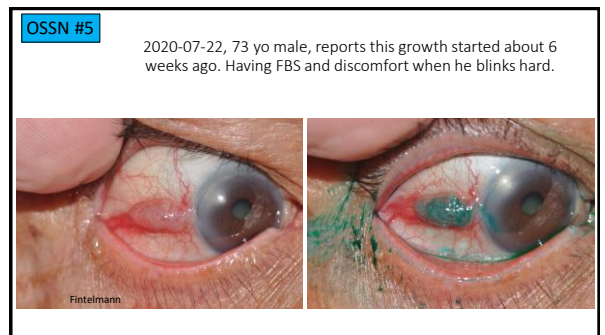 OSSN #5
2020-07-22, 73 yo male, reports this growth started about 6
weeks ago. Having FBS and discomfort when he blinks hard.
Fintelmann